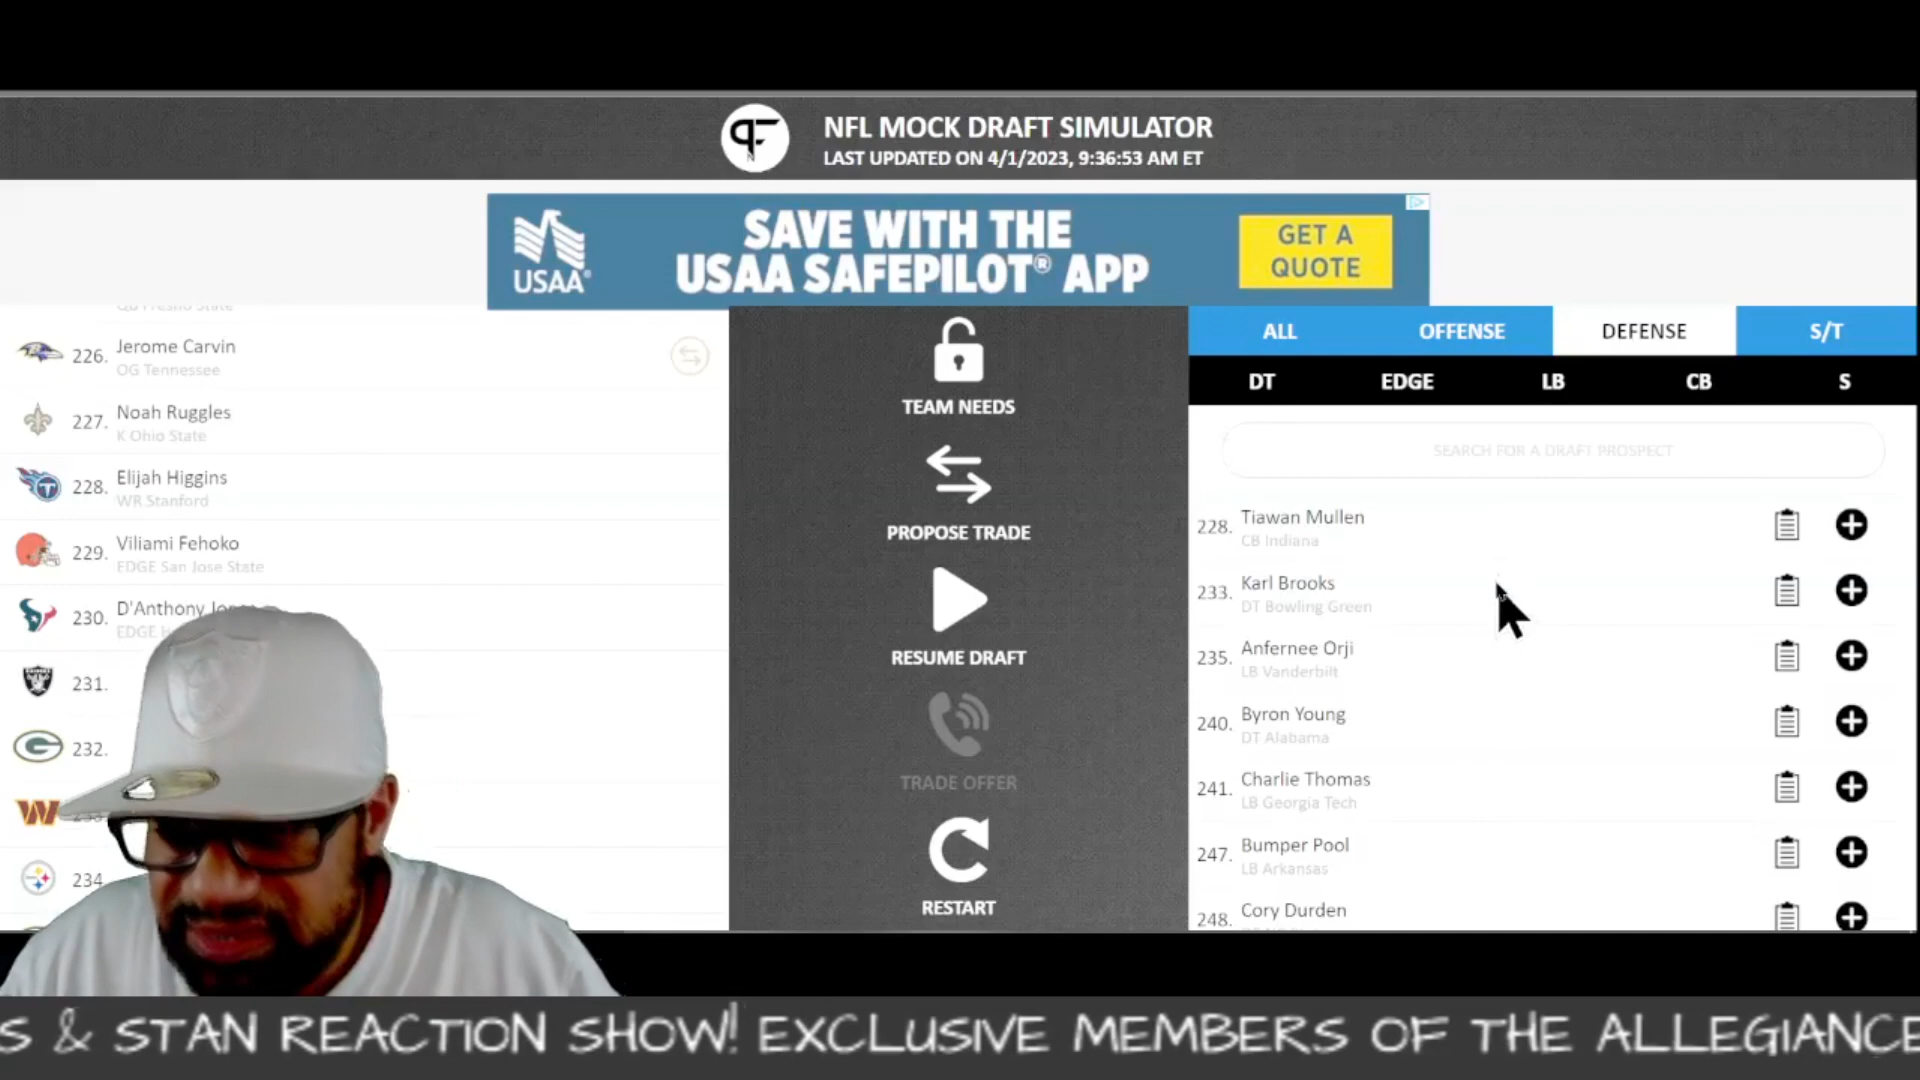 NFL MOCK DRAFT SIMULATOR
LAST UPDATED ON 4/1/2023, 9:36:53 AM ET
USAA®
SAVE WITH THE
USAA SAFEPILOT® APP
GET A
QUOTE
QB Fresno State
226. Jerome Carvin
OG Tennessee
227. Noah Ruggles
K Ohio State
228. Elijah Higgins
WR Stanford
229. Viliami Fehoko
EDGE San Jose State
230. D'Anthony
EDGE
231.
232.
233.
234
TEAM NEEDS
PROPOSE TRADE
RESUME DRAFT
TRADE OFFER
RESTART
ALL OFFENSE DEFENSE S/T
DT EDGE LB CB S
SEARCH FOR A DRAFT PROSPECT
228. Tiawan Mullen
CB Indiana
233. Karl Brooks
DT Bowling Green
235. Anfernee Orji
LB Vanderbilt
240. Byron Young
DT Alabama
241. Charlie Thomas
LB Georgia Tech
247. Bumper Pool
LB Arkansas
248. Cory Durden
S & STAN REACTION SHOW! EXCLUSIVE MEMBERS OF THE ALLEGIANCE